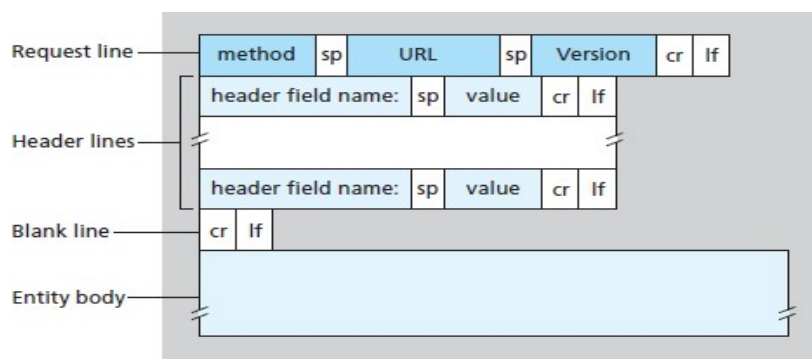 Request line method sp URL sp Version cr lf
header field name: sp value cr lf
Header lines
header field name: sp value cr lf
Blank line cr lf
Entity body